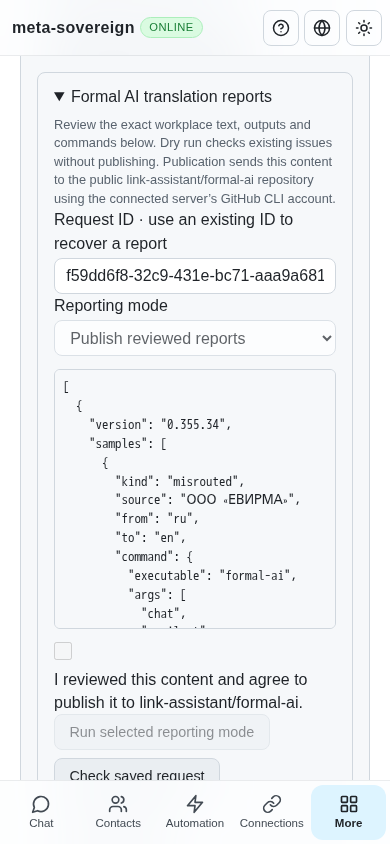 meta-sovereign ONLINE
▼ Formal AI translation reports
Review the exact workplace text, outputs and
commands below. Dry run checks existing issues
without publishing. Publication sends this content
to the public link-assistant/formal-ai repository
using the connected server's GitHub CLI account.
Request ID · use an existing ID to
recover a report
f59dd6f8-32c9-431e-bc71-aaa9a681
Reporting mode
Publish reviewed reports
[
{
"version": "0.355.34",
"samples": [
{
"kind": "misrouted",
"source": "ООО «ЕВИРМА»",
"from": "ru",
"to": "en",
"command": {
"executable": "formal-ai",
"args": [
"chat",
I reviewed this content and agree to
publish it to link-assistant/formal-ai.
Run selected reporting mode
Check saved request
Chat Contacts Automation Connections More